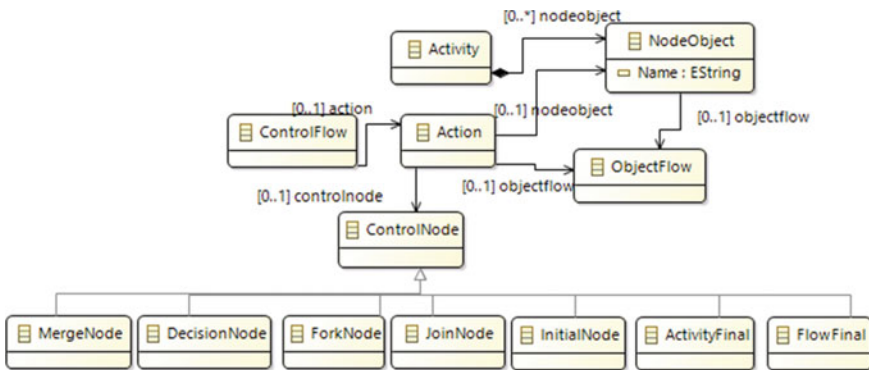 [0..*] nodeobject
Activity
NodeObject
Name : EString
[0..1] action
[0..1] nodeobject
[0..1] objectflow
ControlFlow
Action
ObjectFlow
[0..1] controlnode
[0..1] objectflow
ControlNode
MergeNode
DecisionNode
ForkNode
JoinNode
InitialNode
ActivityFinal
FlowFinal